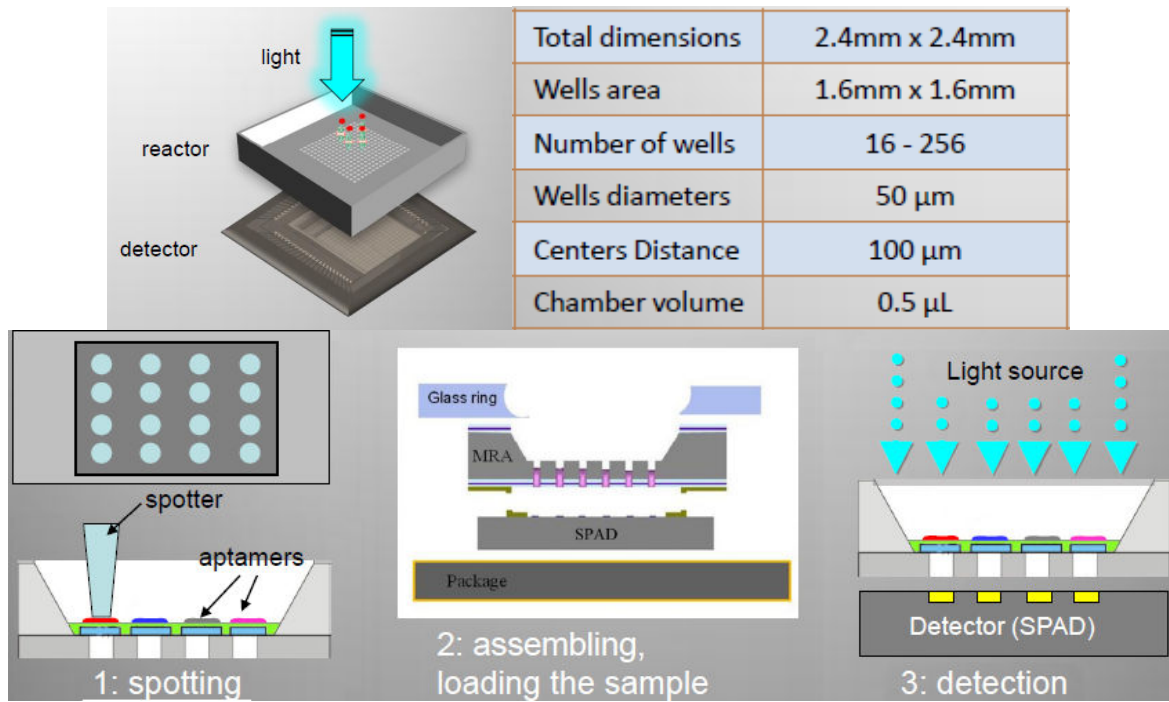 light
reactor
detector
Total dimensions 2.4mm x 2.4mm
Wells area 1.6mm x 1.6mm
Number of wells 16 - 256
Wells diameters 50 µm
Centers Distance 100 µm
Chamber volume 0.5 µL
spotter
aptamers
1: spotting
Glass ring
MRA
SPAD
Package
2: assembling,
loading the sample
Light source
Detector (SPAD)
3: detection